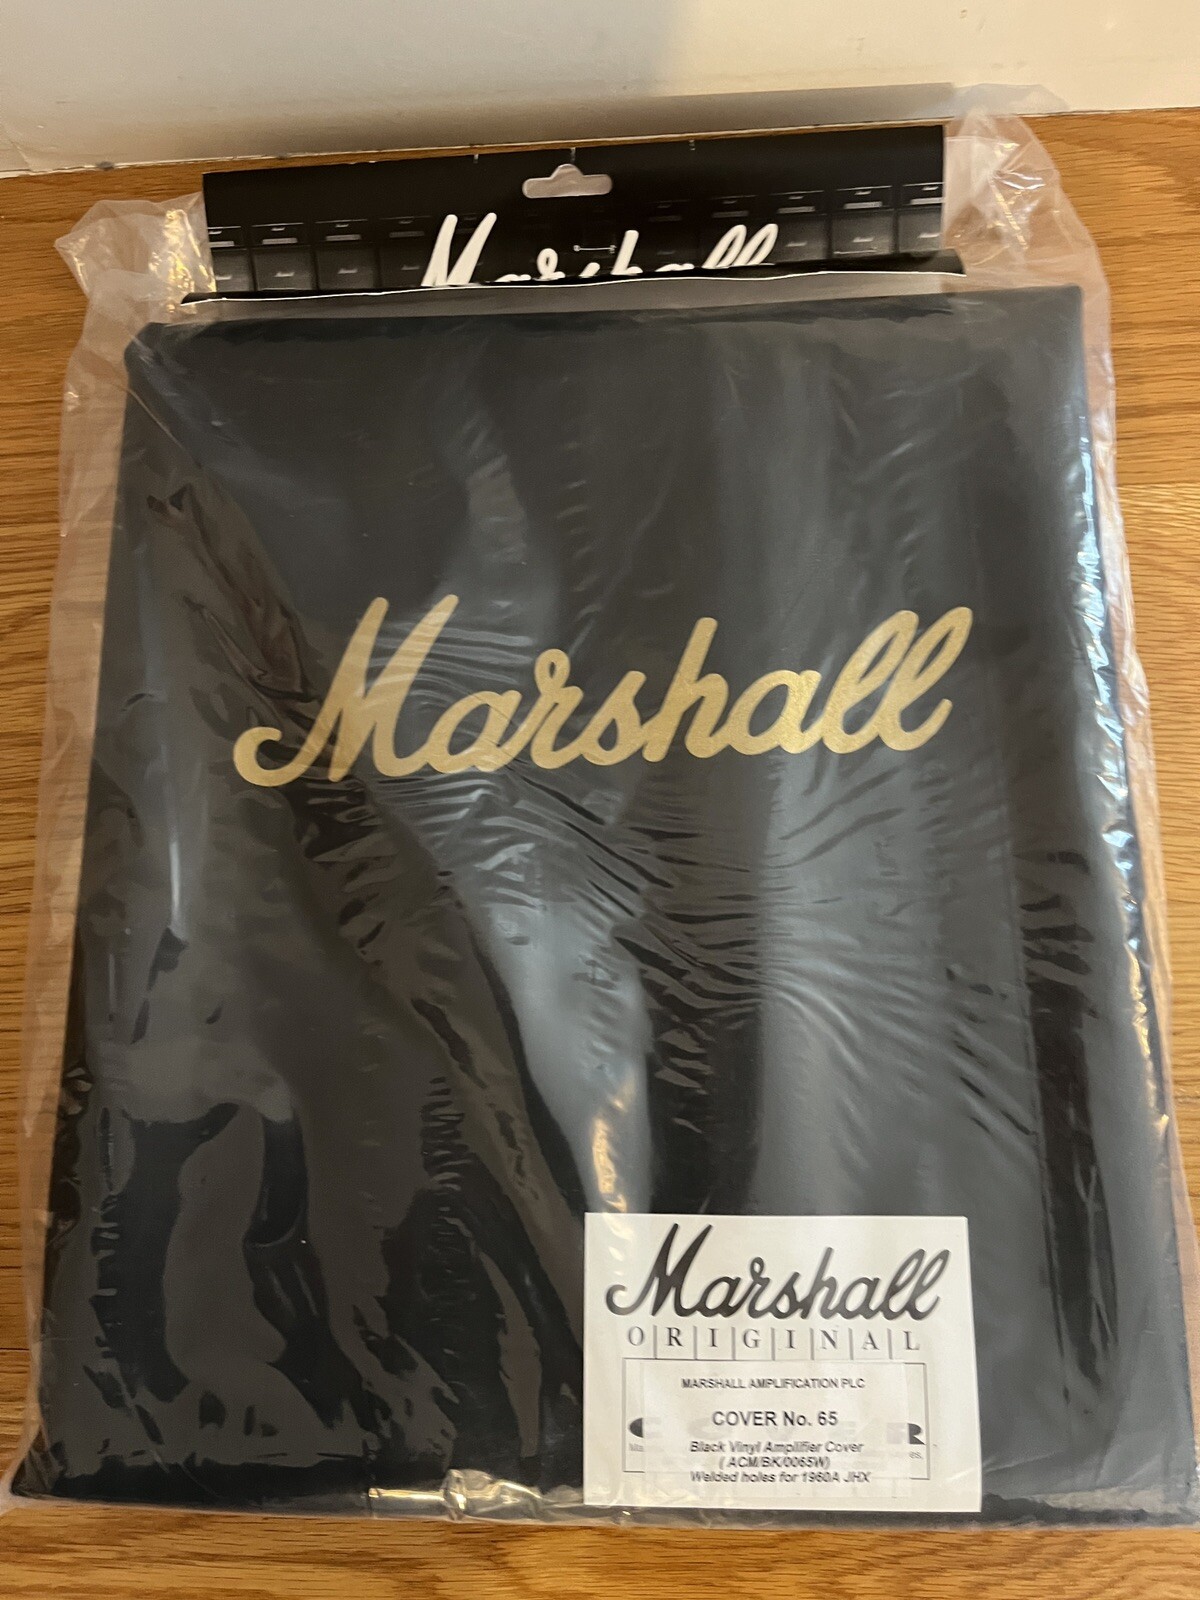 Marshall
Marshall
Marshall
ORIGINAL
MARSHALL AMPLIFICATION PLC
COVER No. 65
Black Vinyl Amplifier Cover
( ACM/BK/0065W)
Welded holes for 1960A JHX